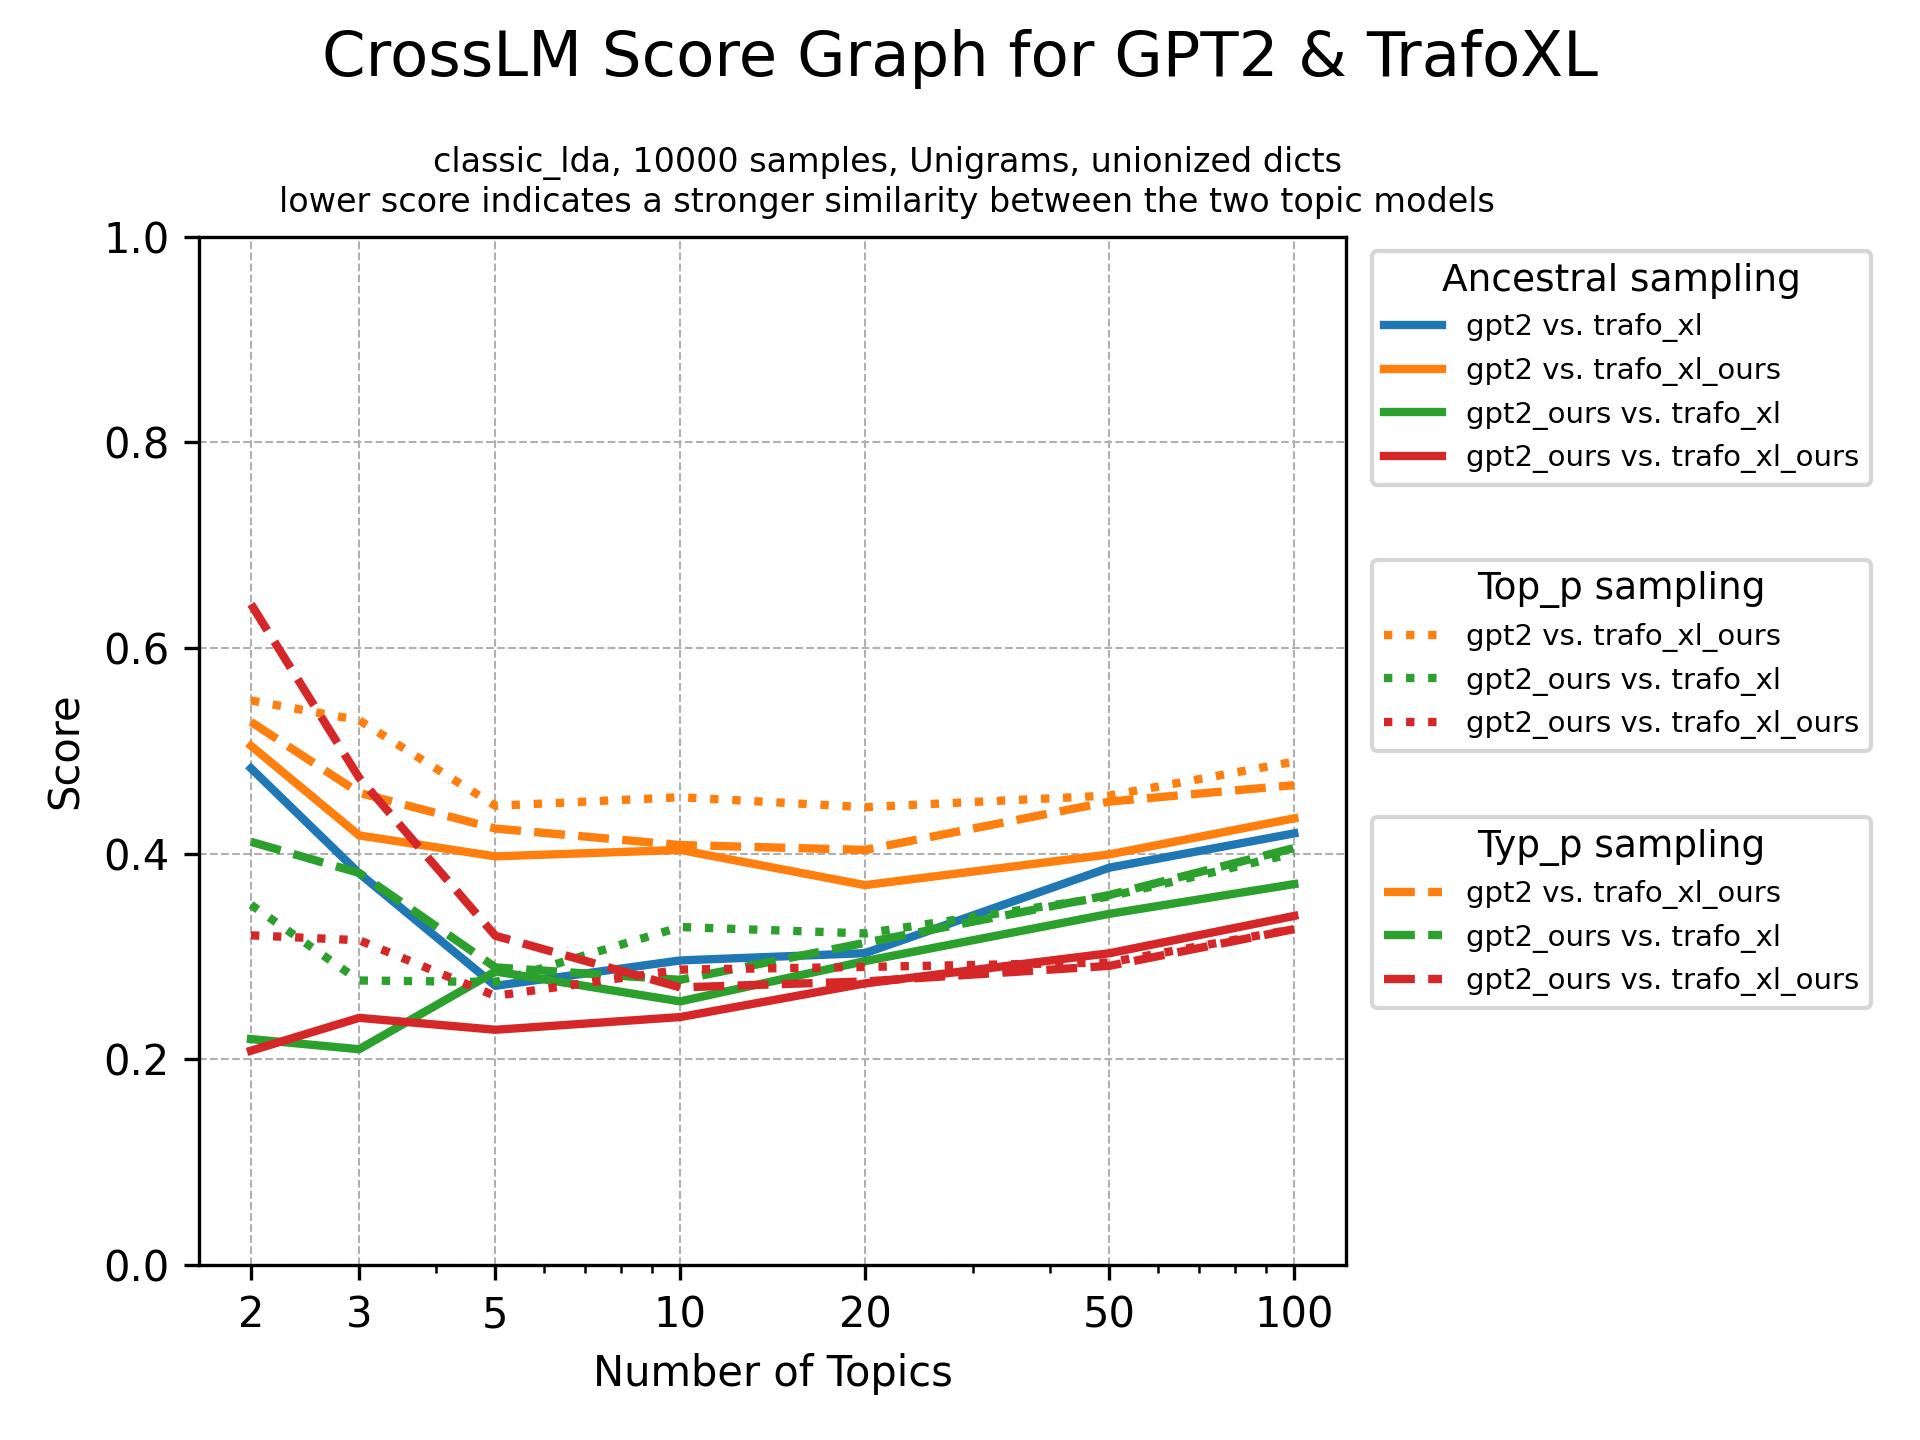 CrossLM Score Graph for GPT2 & TrafoXL
classic_lda, 10000 samples, Unigrams, unionized dicts
lower score indicates a stronger similarity between the two topic models
1.0
0.8
0.6
0.4
0.2
0.0
Score
2 3 5 10 20 50 100
Number of Topics
Ancestral sampling
gpt2 vs. trafo_xl
gpt2 vs. trafo_xl_ours
gpt2_ours vs. trafo_xl
gpt2_ours vs. trafo_xl_ours
Top_p sampling
gpt2 vs. trafo_xl_ours
gpt2_ours vs. trafo_xl
gpt2_ours vs. trafo_xl_ours
Typ_p sampling
gpt2 vs. trafo_xl_ours
gpt2_ours vs. trafo_xl
gpt2_ours vs. trafo_xl_ours